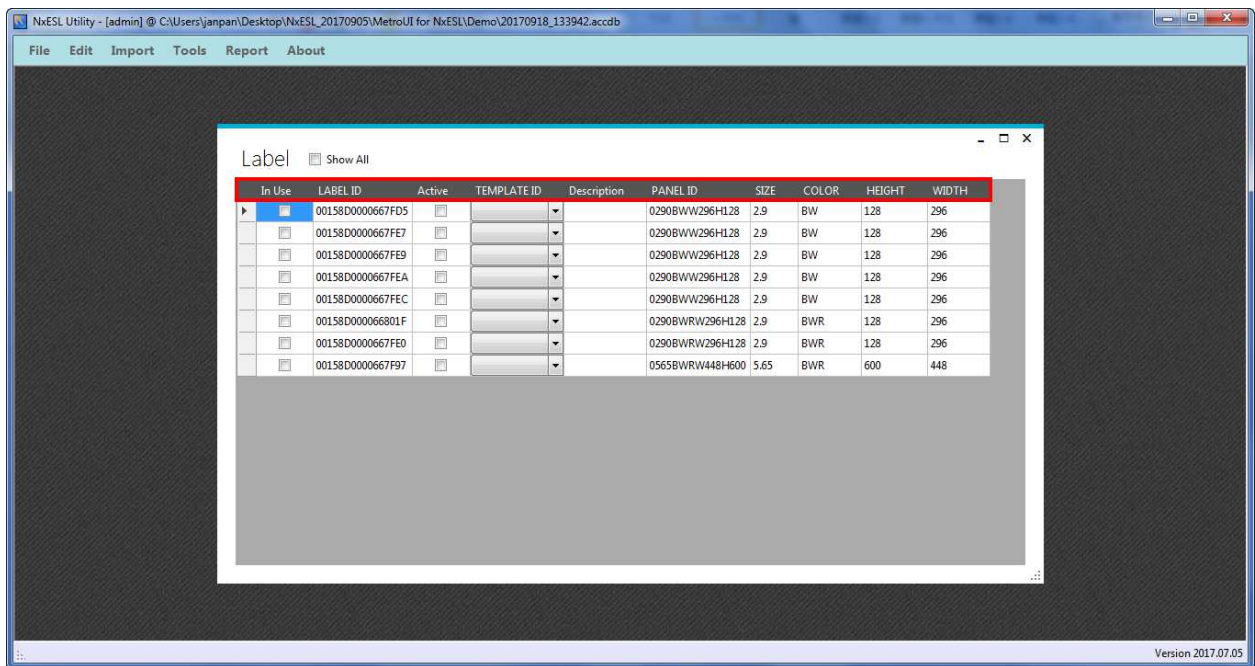 NxESL Utility - [admin] @ C:\Users\janpan\Desktop\NxESL_20170905\MetroUI for NxESL\Demo\20170918_133942.accdb
File Edit Import Tools Report About
Label Show All
In Use LABEL ID Active TEMPLATE ID Description PANEL ID SIZE COLOR HEIGHT WIDTH
00158D0000667FD5 0290BWW296H128 2.9 BW 128 296
00158D0000667FE7 0290BWW296H128 2.9 BW 128 296
00158D0000667FE9 0290BWW296H128 2.9 BW 128 296
00158D0000667FEA 0290BWW296H128 2.9 BW 128 296
00158D0000667FEC 0290BWW296H128 2.9 BW 128 296
00158D000066801F 0290BWRW296H128 2.9 BWR 128 296
00158D0000667FE0 0290BWRW296H128 2.9 BWR 128 296
00158D0000667F97 0565BWRW448H600 5.65 BWR 600 448
Version 2017.07.05